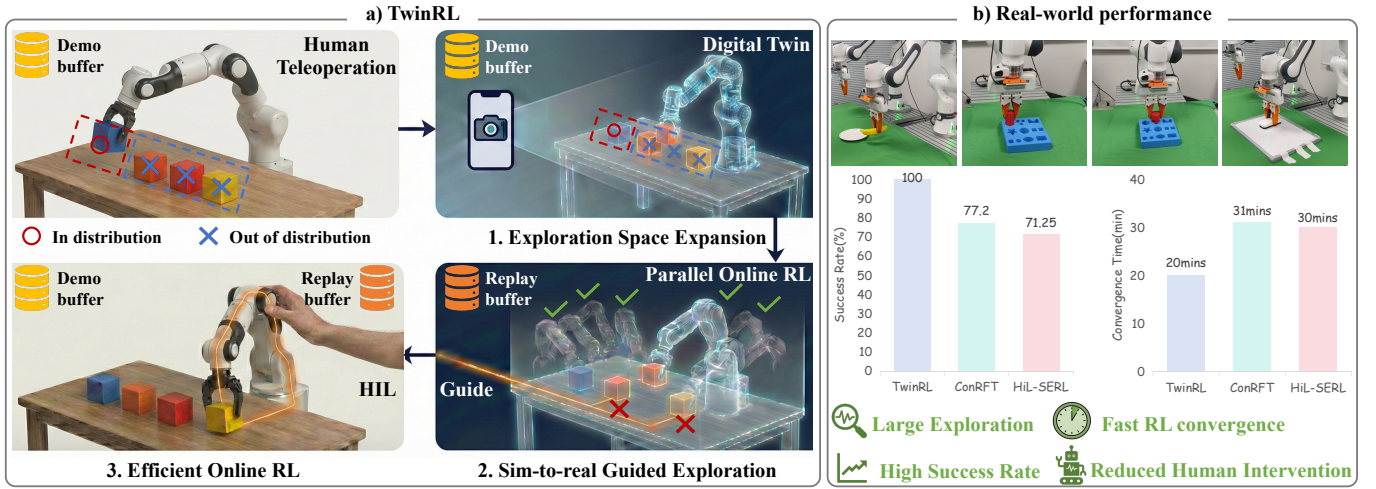 a) TwinRL
Demo
buffer
Human
Teleoperation
In distribution
Out of distribution
Demo
buffer
Digital Twin
1. Exploration Space Expansion
Replay
buffer
Parallel Online RL
Guide
2. Sim-to-real Guided Exploration
Demo
buffer
Replay
buffer
HIL
3. Efficient Online RL
b) Real-world performance
Success Rate(%)
100
90
80
70
60
50
40
30
20
10
0
100
77.2
71.25
TwinRL
ConRFT
HiL-SERL
Convergence Time(min)
40
30
20
10
0
20mins
31mins
30mins
TwinRL
ConRFT
HiL-SERL
Large Exploration
Fast RL convergence
High Success Rate
Reduced Human Intervention